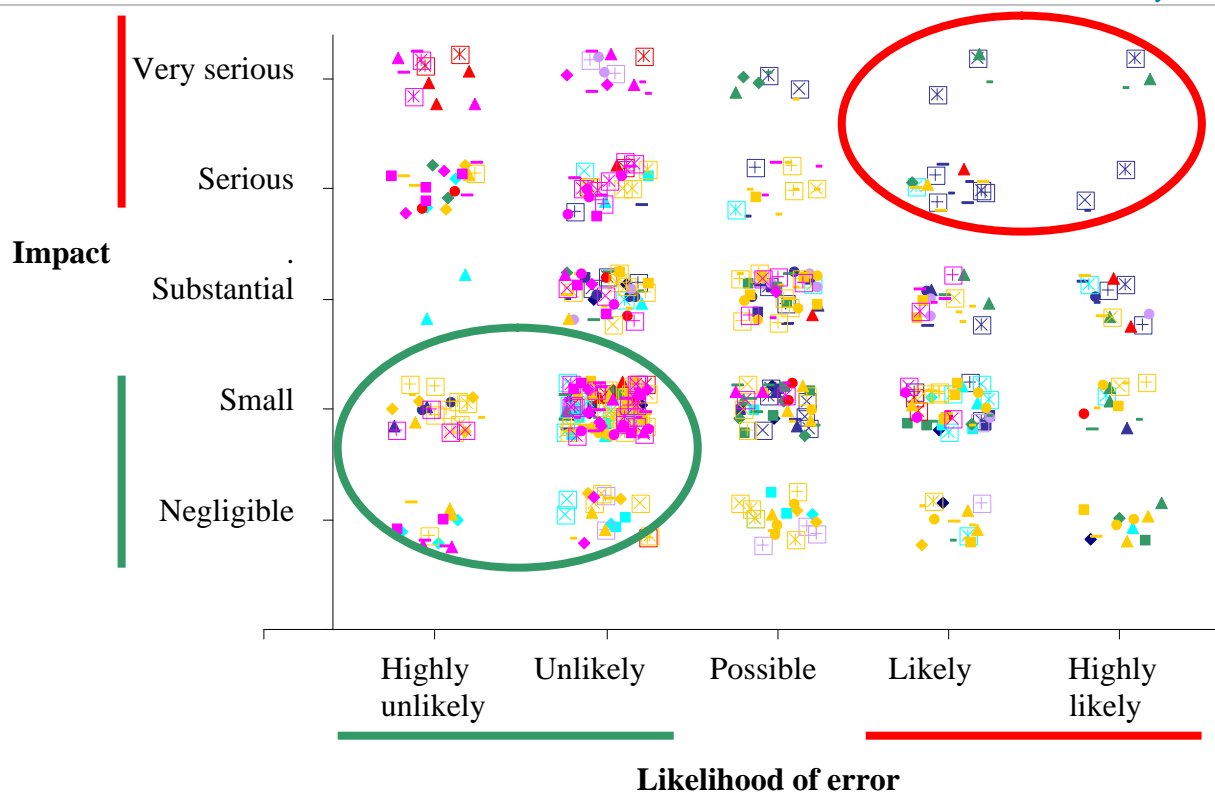 Very serious
Serious
Impact
.
Substantial
Small
Negligible
Highly
unlikely
Unlikely
Possible
Likely
Highly
likely
Likelihood of error